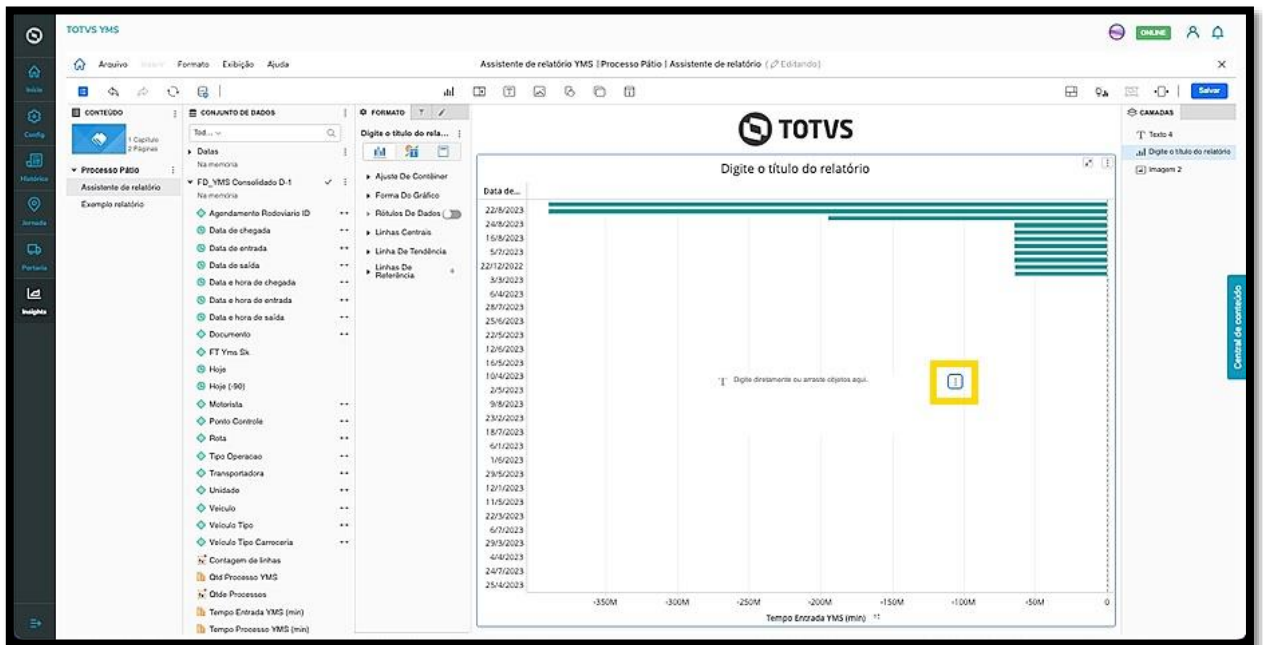 TOTVS YMS
ONLINE
Arquivo Formato Exibição Ajuda
Assistente de relatório YMS | Processo Pátio | Assistente de relatório ( Editando)
Salvar
Início
Config
Histórico
Jornada
Portaria
Insights
CONTEÚDO
1 Capítulo
2 Páginas
Processo Pátio
Assistente de relatório
Exemplo relatório
CONJUNTO DE DADOS
Tod...
Datas
Na memória
FD_YMS Consolidado D-1
Na memória
Agendamento Rodoviario ID
Data de chegada
Data de entrada
Data de saída
Data e hora de chegada
Data e hora de entrada
Data e hora de saída
Documento
FT Yms Sk
Hoje
Hoje (-90)
Motorista
Ponto Controle
Rota
Tipo Operacao
Transportadora
Unidade
Veiculo
Veiculo Tipo
Veiculo Tipo Carroceria
Contagem de linhas
Qtd Processo YMS
Qtde Processos
Tempo Entrada YMS (min)
Tempo Processo YMS (min)
FORMATO
Digite o título do rela...
Ajuste De Contêiner
Forma Do Gráfico
Rótulos De Dados
Linhas Centrais
Linha De Tendência
Linhas De Referência
TOTVS
Digite o título do relatório
Data de...
22/8/2023
24/8/2023
15/8/2023
5/7/2023
22/12/2022
3/3/2023
6/4/2023
28/7/2023
25/6/2023
22/5/2023
12/6/2023
16/5/2023
10/4/2023
2/5/2023
9/8/2023
23/2/2023
18/7/2023
6/1/2023
1/6/2023
29/5/2023
12/1/2023
11/5/2023
22/3/2023
6/7/2023
29/3/2023
4/4/2023
24/7/2023
25/4/2023
T Digite diretamente ou arraste objetos aqui.
-350M -300M -250M -200M -150M -100M -50M 0
Tempo Entrada YMS (min)
CAMADAS
Texto 4
Digite o título do relatório
Imagem 2
Central de conteúdo